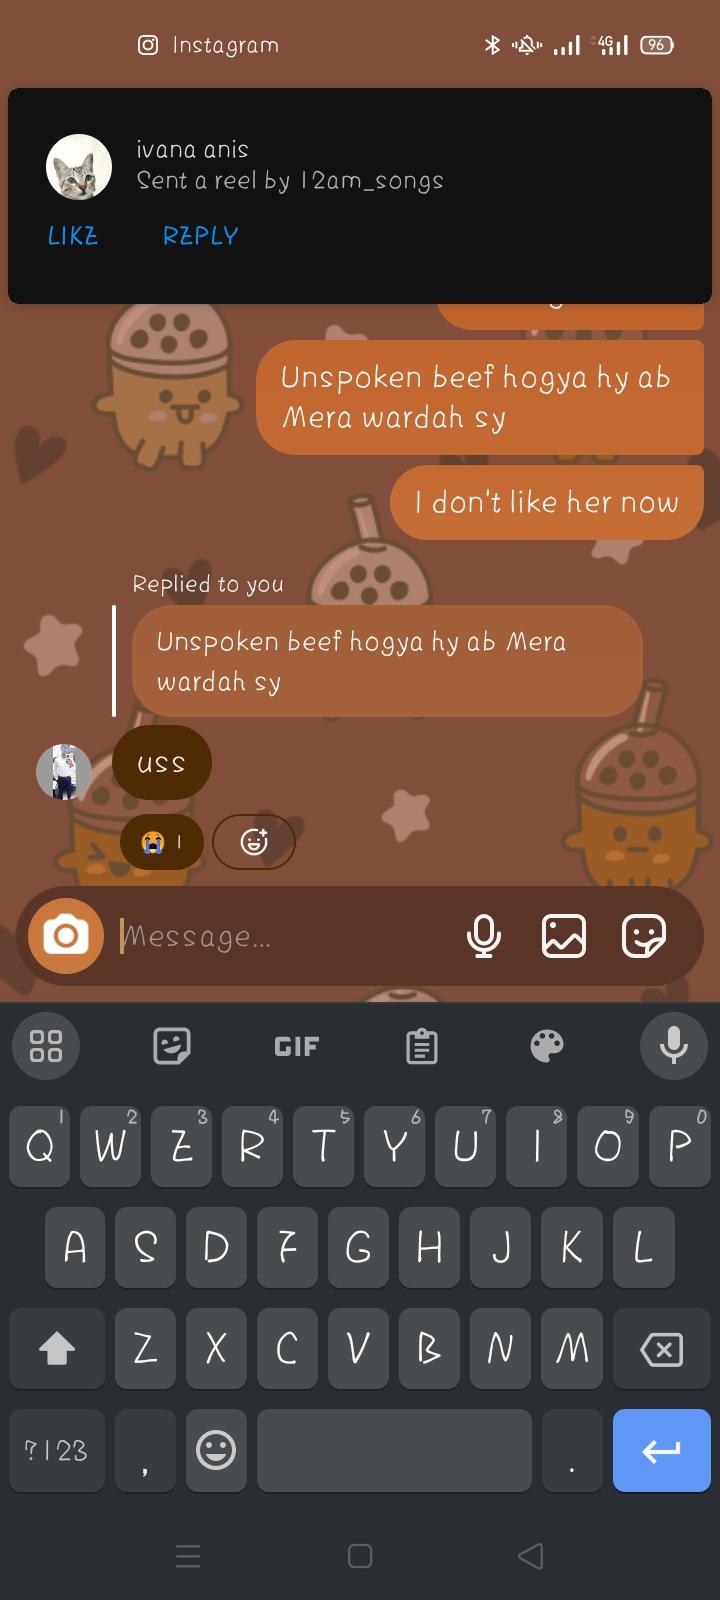 Instagram
4G
96
ivana anis
Sent a reel by 12am_songs
LIKE
REPLY
Unspoken beef hogya hy ab
Mera wardah sy
I don't like her now
Replied to you
Unspoken beef hogya hy ab Mera
wardah sy
uss
1
Message...
GIF
1 2 3 4 5 6 7 8 9 0
Q W E R T Y U I O P
A S D F G H J K L
Z X C V B N M
?123 , .